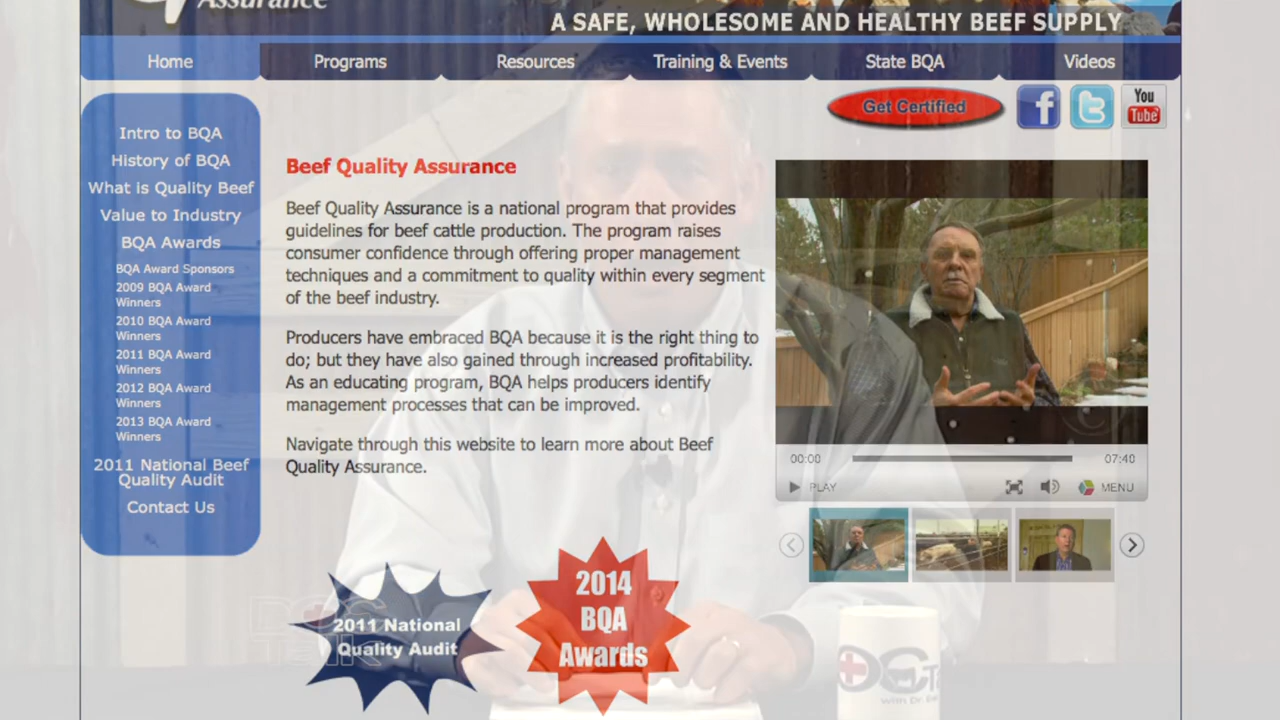 Assurance
A SAFE, WHOLESOME AND HEALTHY BEEF SUPPLY
Home Programs Resources Training & Events State BQA Videos
Get Certified
f
t
You
Tube
Intro to BQA
History of BQA
What is Quality Beef
Value to Industry
BQA Awards
BQA Award Sponsors
2009 BQA Award
Winners
2010 BQA Award
Winners
2011 BQA Award
Winners
2012 BQA Award
Winners
2013 BQA Award
Winners
2011 National Beef
Quality Audit
Contact Us
Beef Quality Assurance
Beef Quality Assurance is a national program that provides
guidelines for beef cattle production. The program raises
consumer confidence through offering proper management
techniques and a commitment to quality within every segment
of the beef industry.
Producers have embraced BQA because it is the right thing to
do; but they have also gained through increased profitability.
As an educating program, BQA helps producers identify
management processes that can be improved.
Navigate through this website to learn more about Beef
Quality Assurance.
00:00 07:40
PLAY MENU
2011 National
Quality Audit
2014
BQA
Awards
DOC
Talk
DOC Ta
with Dr.